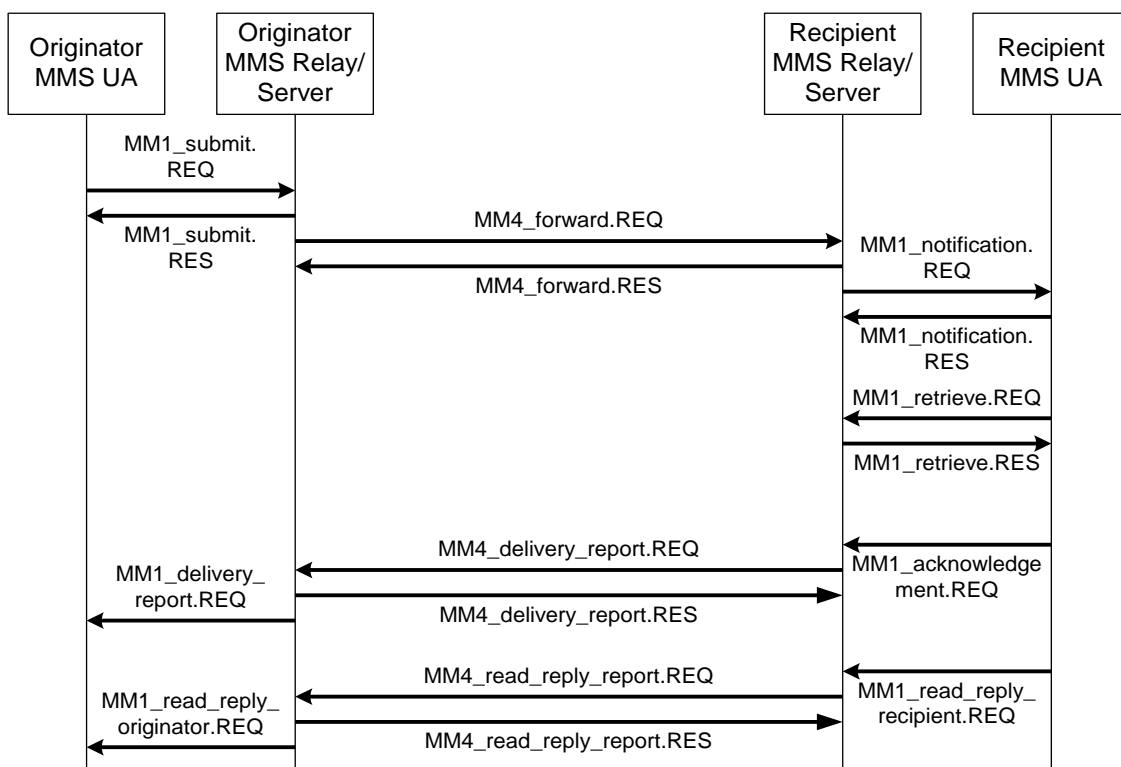 Originator
MMS UA
Originator
MMS Relay/
Server
Recipient
MMS Relay/
Server
Recipient
MMS UA
MM1_submit.
REQ
MM1_submit.
RES
MM4_forward.REQ
MM4_forward.RES
MM1_notification.
REQ
MM1_notification.
RES
MM1_retrieve.REQ
MM1_retrieve.RES
MM1_acknowledge
ment.REQ
MM4_delivery_report.REQ
MM4_delivery_report.RES
MM1_delivery_
report.REQ
MM1_read_reply_
recipient.REQ
MM4_read_reply_report.REQ
MM4_read_reply_report.RES
MM1_read_reply_
originator.REQ